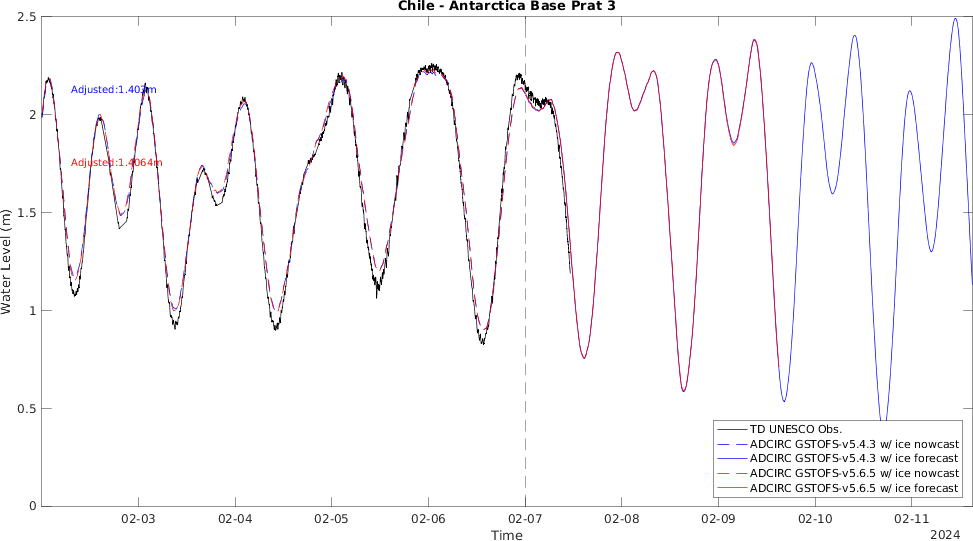 Chile - Antarctica Base Prat 3
2.5
2
1.5
1
0.5
0
Water Level (m)
Adjusted:1.403m
Adjusted:1.4064m
TD UNESCO Obs.
ADCIRC GSTOFS-v5.4.3 w/ ice nowcast
ADCIRC GSTOFS-v5.4.3 w/ ice forecast
ADCIRC GSTOFS-v5.6.5 w/ ice nowcast
ADCIRC GSTOFS-v5.6.5 w/ ice forecast
02-03 02-04 02-05 02-06 02-07 02-08 02-09 02-10 02-11
Time
2024